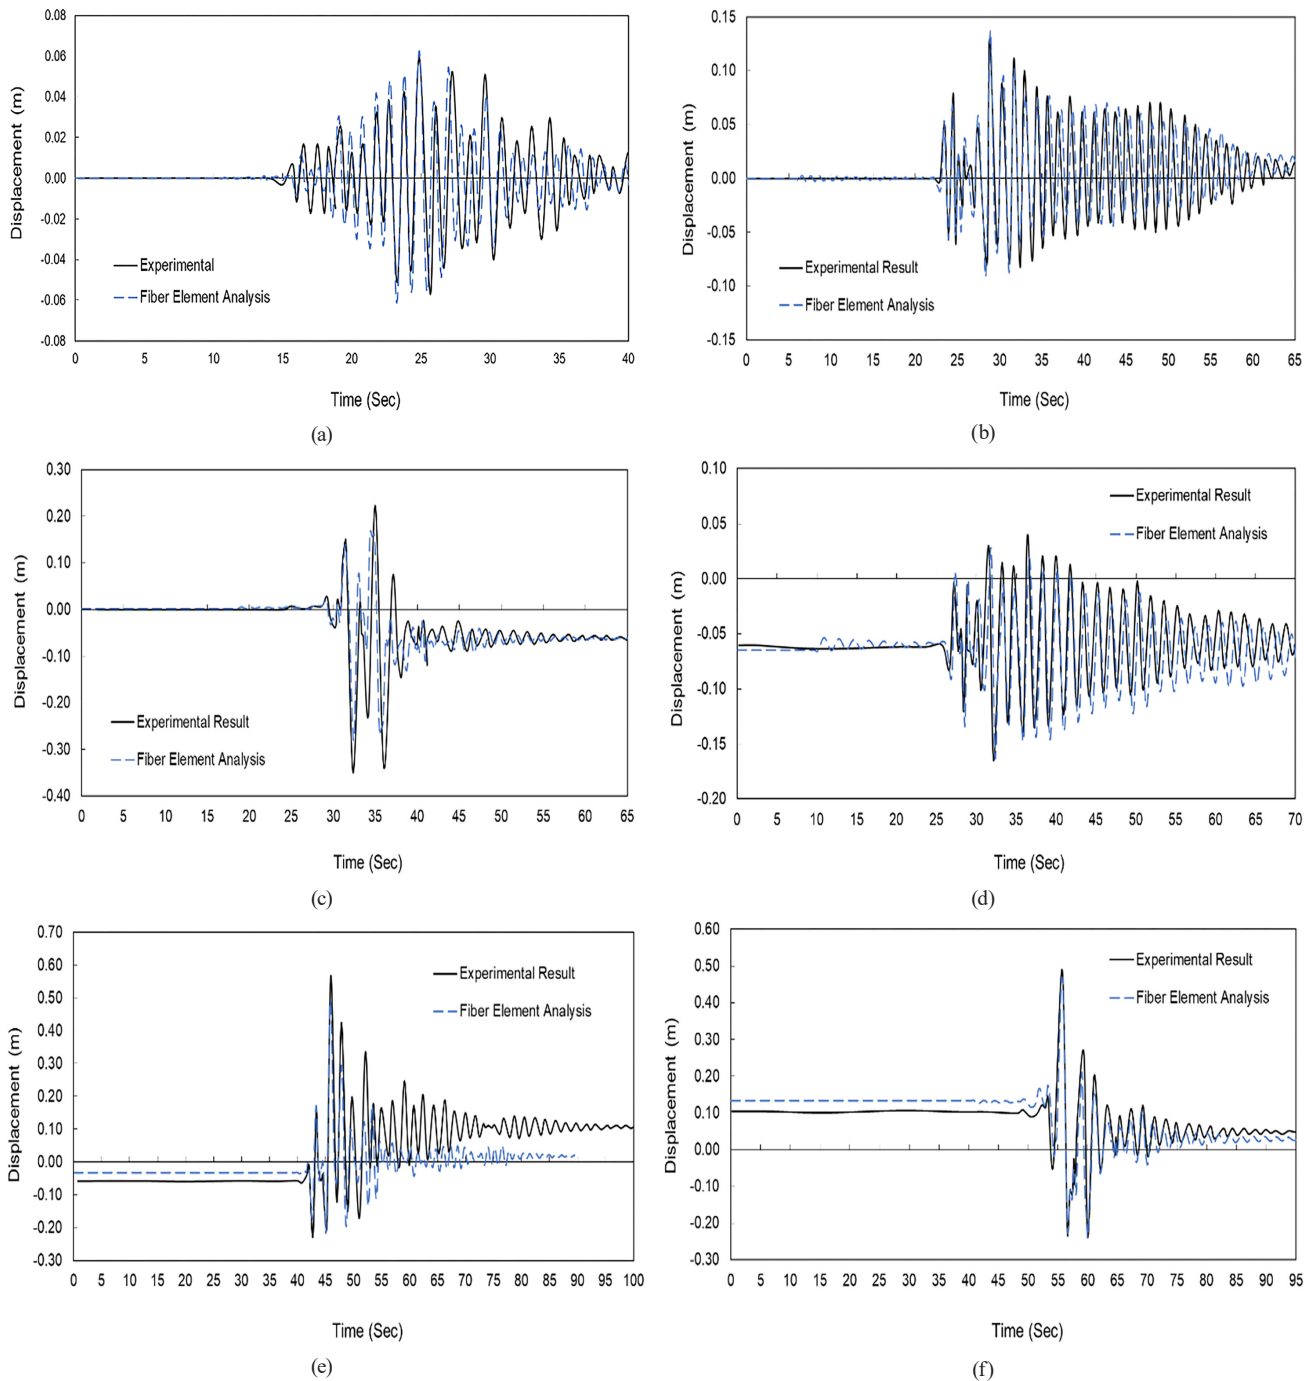 0.08
0.06
0.04
0.02
0.00
-0.02
-0.04
-0.06
-0.08
Displacement (m)
Experimental
Fiber Element Analysis
0 5 10 15 20 25 30 35 40
Time (Sec)
(a)
0.15
0.10
0.05
0.00
-0.05
-0.10
-0.15
Displacement (m)
Experimental Result
Fiber Element Analysis
0 5 10 15 20 25 30 35 40 45 50 55 60 65
Time (Sec)
(b)
0.30
0.20
0.10
0.00
-0.10
-0.20
-0.30
-0.40
Displacement (m)
Experimental Result
Fiber Element Analysis
0 5 10 15 20 25 30 35 40 45 50 55 60 65
Time (Sec)
(c)
0.10
0.05
0.00
-0.05
-0.10
-0.15
-0.20
Displacement (m)
Experimental Result
Fiber Element Analysis
0 5 10 15 20 25 30 35 40 45 50 55 60 65 70
Time (Sec)
(d)
0.70
0.60
0.50
0.40
0.30
0.20
0.10
0.00
-0.10
-0.20
-0.30
Displacement (m)
Experimental Result
Fiber Element Analysis
0 5 10 15 20 25 30 35 40 45 50 55 60 65 70 75 80 85 90 95 100
Time (Sec)
(e)
0.60
0.50
0.40
0.30
0.20
0.10
0.00
-0.10
-0.20
-0.30
Displacement (m)
Experimental Result
Fiber Element Analysis
0 5 10 15 20 25 30 35 40 45 50 55 60 65 70 75 80 85 90 95
Time (Sec)
(f)